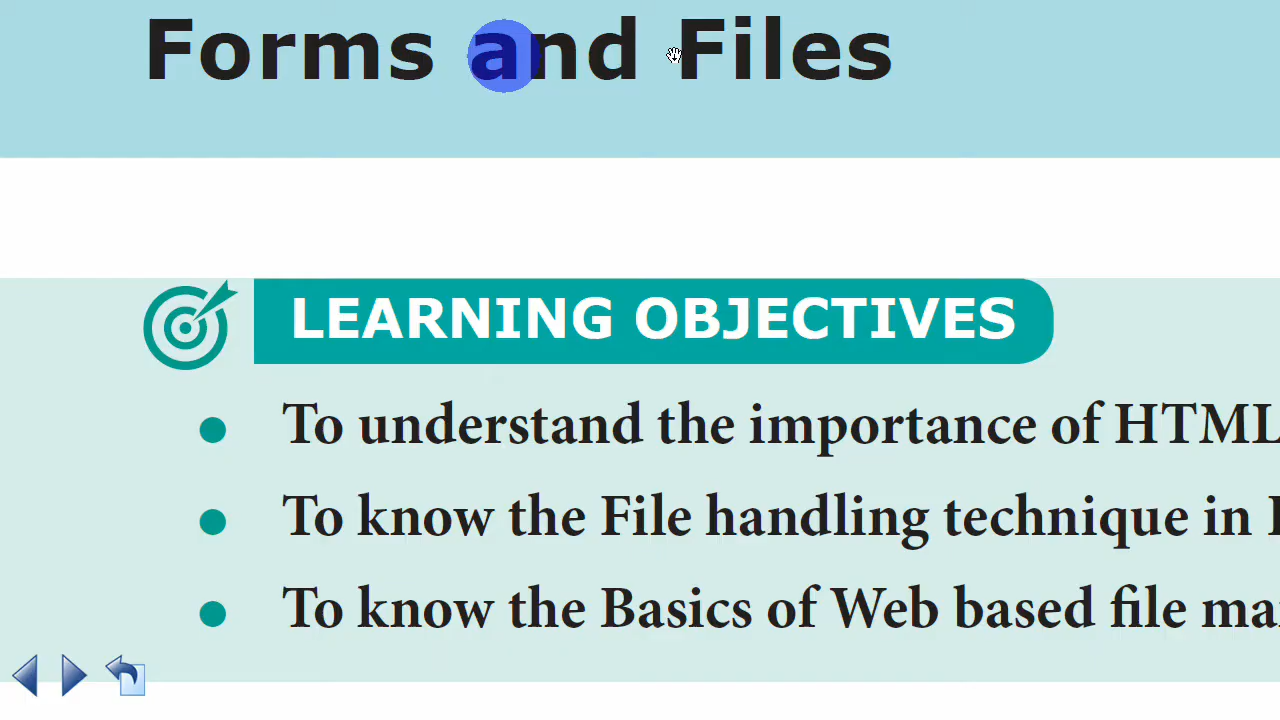 Forms and Files
LEARNING OBJECTIVES
To understand the importance of HTML
To know the File handling technique in
To know the Basics of Web based file